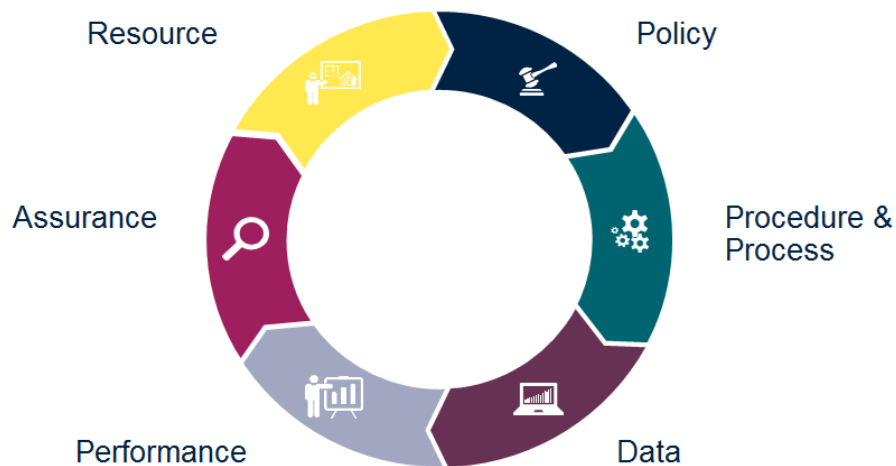 Resource
Policy
Assurance
Procedure &
Process
Performance
Data